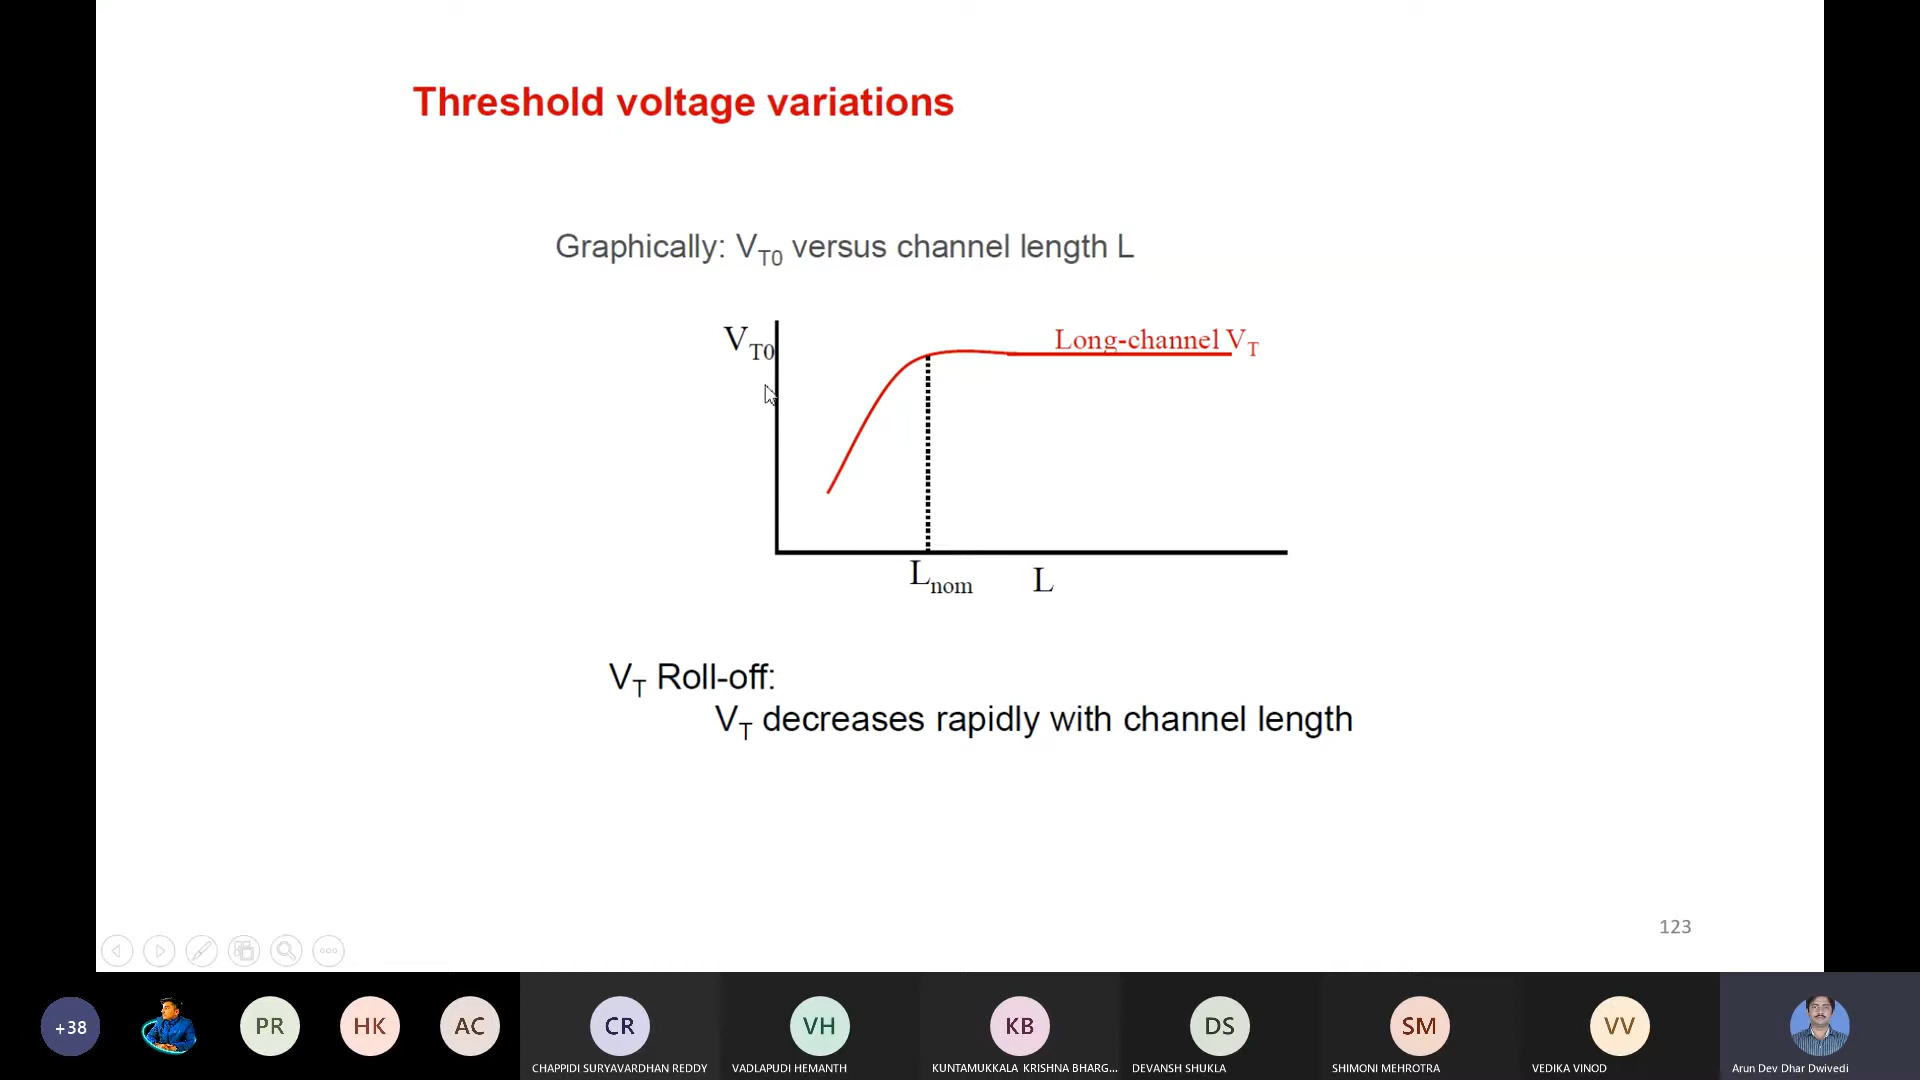 Threshold voltage variations
Graphically: VT0 versus channel length L
VT0
Long-channel VT
Lnom L
VT Roll-off:
VT decreases rapidly with channel length
123
+38 PR HK AC CR VH KB DS SM VV
CHAPPIDI SURYAVARDHAN REDDY VADLAPUDI HEMANTH KUNTAMUKKALA KRISHNA BHARG... DEVANSH SHUKLA SHIMONI MEHROTRA VEDIKA VINOD Arun Dev Dhar Dwivedi